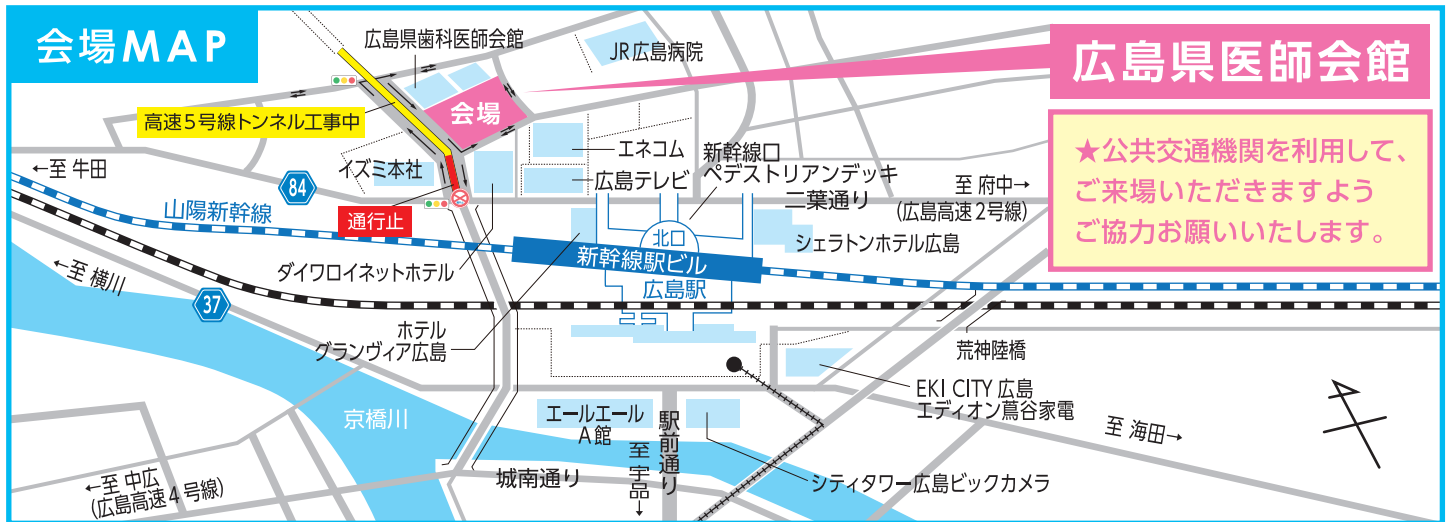 会場MAP
広島県歯科医師会館
JR広島病院
広島県医師会館
会場
高速5号線トンネル工事中
★公共交通機関を利用して、
ご来場いただきますよう
ご協力お願いいたします。
←至 牛田
イズミ本社
エネコム
広島テレビ
新幹線口
ペデストリアンデッキ
二葉通り
至 府中→
(広島高速2号線)
84
山陽新幹線
通行止
北口
シェラトンホテル広島
新幹線駅ビル
広島駅
←至 横川
ダイワロイネットホテル
37
ホテル
グランヴィア広島
荒神陸橋
EKI CITY 広島
エディオン蔦谷家電
京橋川
エールエール
A館
駅前通り
至 宇品→
至 海田→
城南通り
シティタワー広島ビックカメラ
←至 中広
(広島高速4号線)